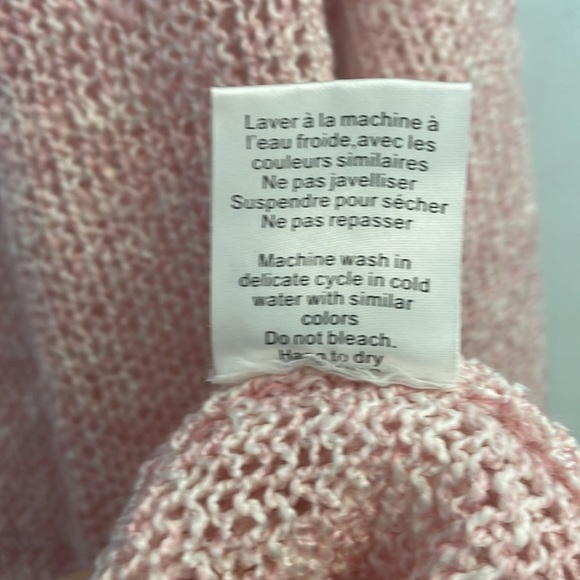 Laver à la machine à
l'eau froide,avec les
couleurs similaires
Ne pas javelliser
Suspendre pour sécher
Ne pas repasser
Machine wash in
delicate cycle in cold
water with similar
colors
Do not bleach.
Hang to dry